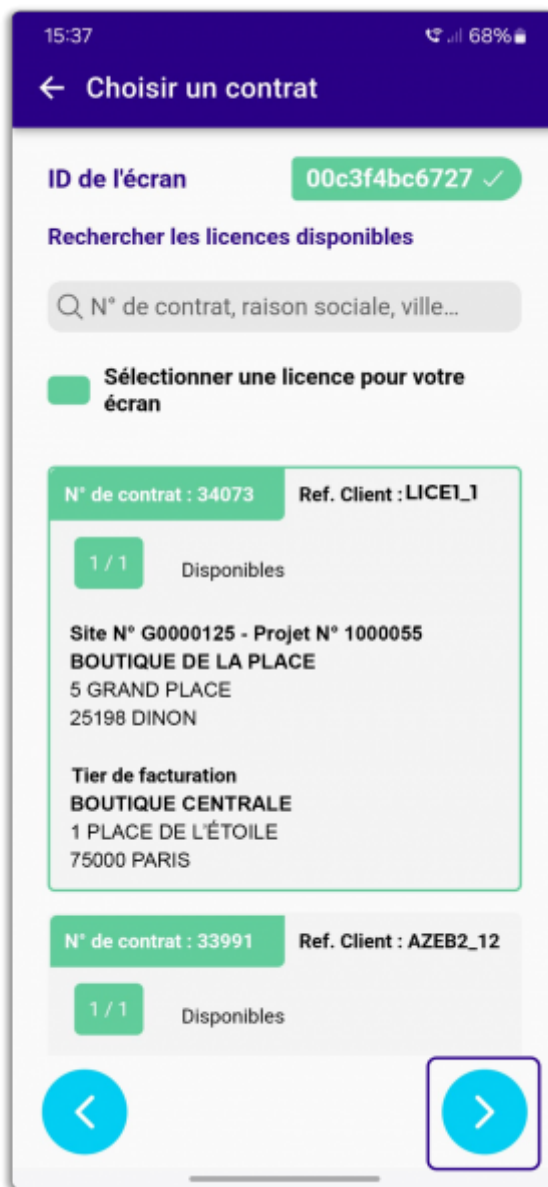 15:37 68%
Choisir un contrat
ID de l'écran 00c3f4bc6727
Rechercher les licences disponibles
N° de contrat, raison sociale, ville...
Sélectionner une licence pour votre
écran
N° de contrat : 34073 Ref. Client : LICE1_1
1 / 1 Disponibles
Site N° G0000125 - Projet N° 1000055
BOUTIQUE DE LA PLACE
5 GRAND PLACE
25198 DINON
Tier de facturation
BOUTIQUE CENTRALE
1 PLACE DE L'ÉTOILE
75000 PARIS
N° de contrat : 33991 Ref. Client : AZEB2_12
1 / 1 Disponibles